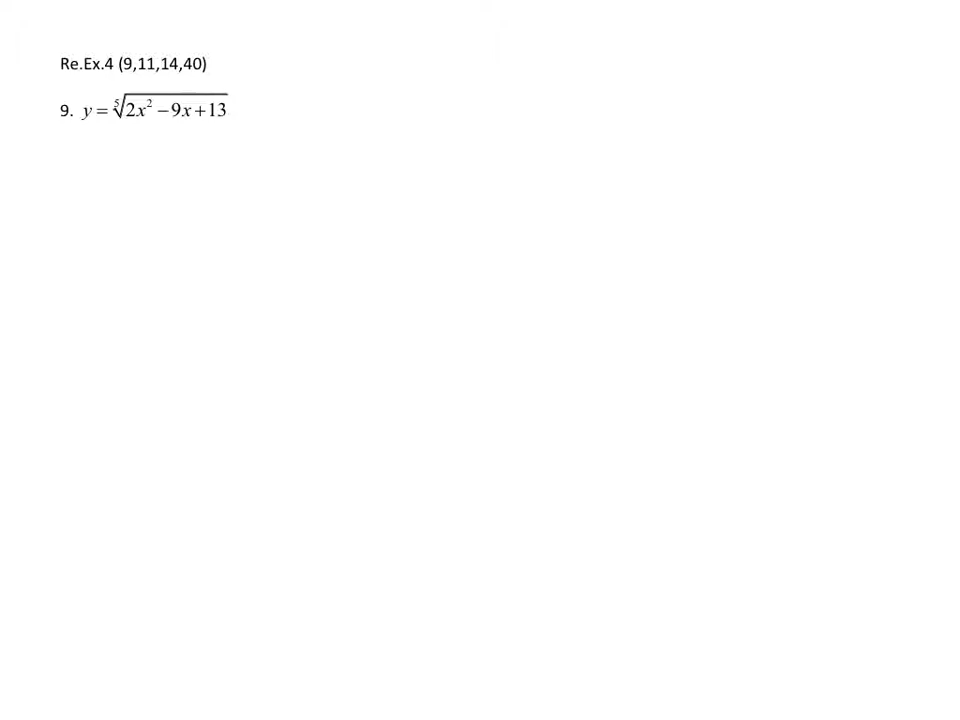 Re.Ex.4 (9,11,14,40)
9. y = ⁵√(2x² − 9x + 13)